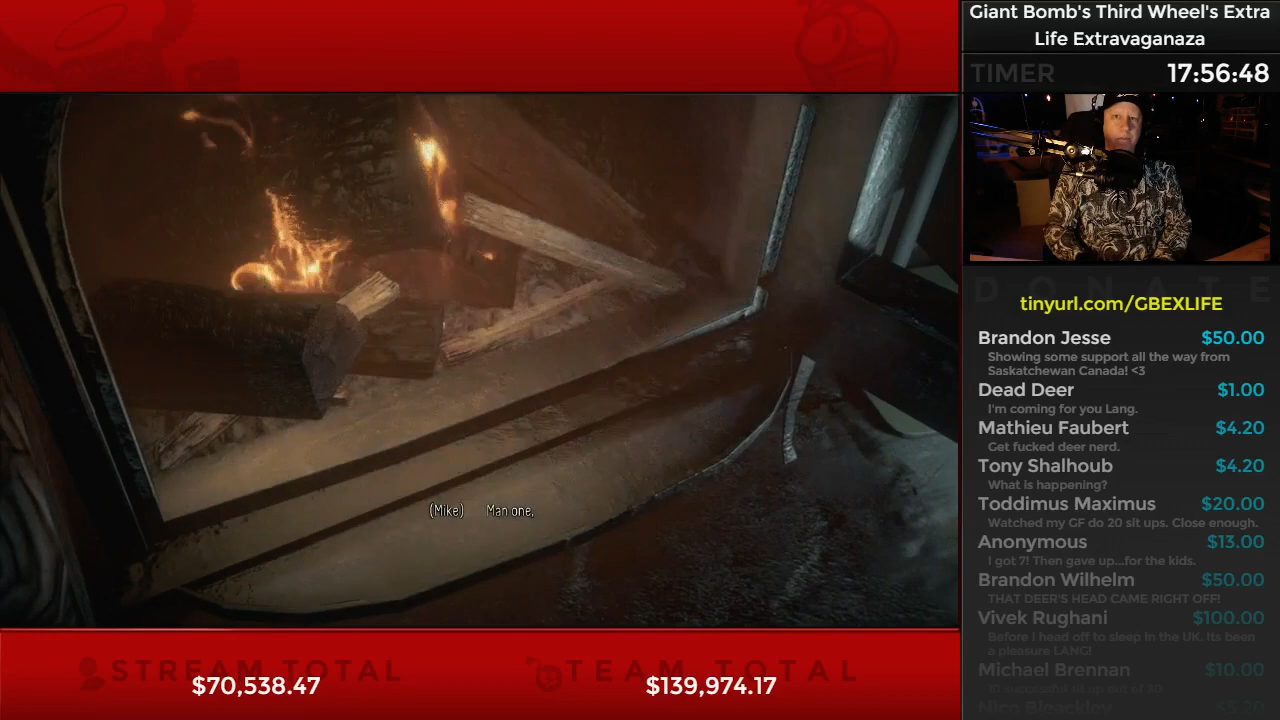 Giant Bomb's Third Wheel's Extra
Life Extravaganaza
TIMER
17:56:48
DONATE
tinyurl.com/GBEXLIFE
Brandon Jesse $50.00
Showing some support all the way from
Saskatchewan Canada! <3
Dead Deer $1.00
I'm coming for you Lang.
Mathieu Faubert $4.20
Get fucked deer nerd.
Tony Shalhoub $4.20
What is happening?
Toddimus Maximus $20.00
Watched my GF do 20 sit ups. Close enough.
Anonymous $13.00
I got 7! Then gave up...for the kids.
Brandon Wilhelm $50.00
THAT DEER'S HEAD CAME RIGHT OFF!
Vivek Rughani $100.00
Before I head off to sleep in the UK. Its been
a pleasure LANG!
Michael Brennan $10.00
Nico Bleackley
(Mike) Man one,
STREAM TOTAL
$70,538.47
TEAM TOTAL
$139,974.17